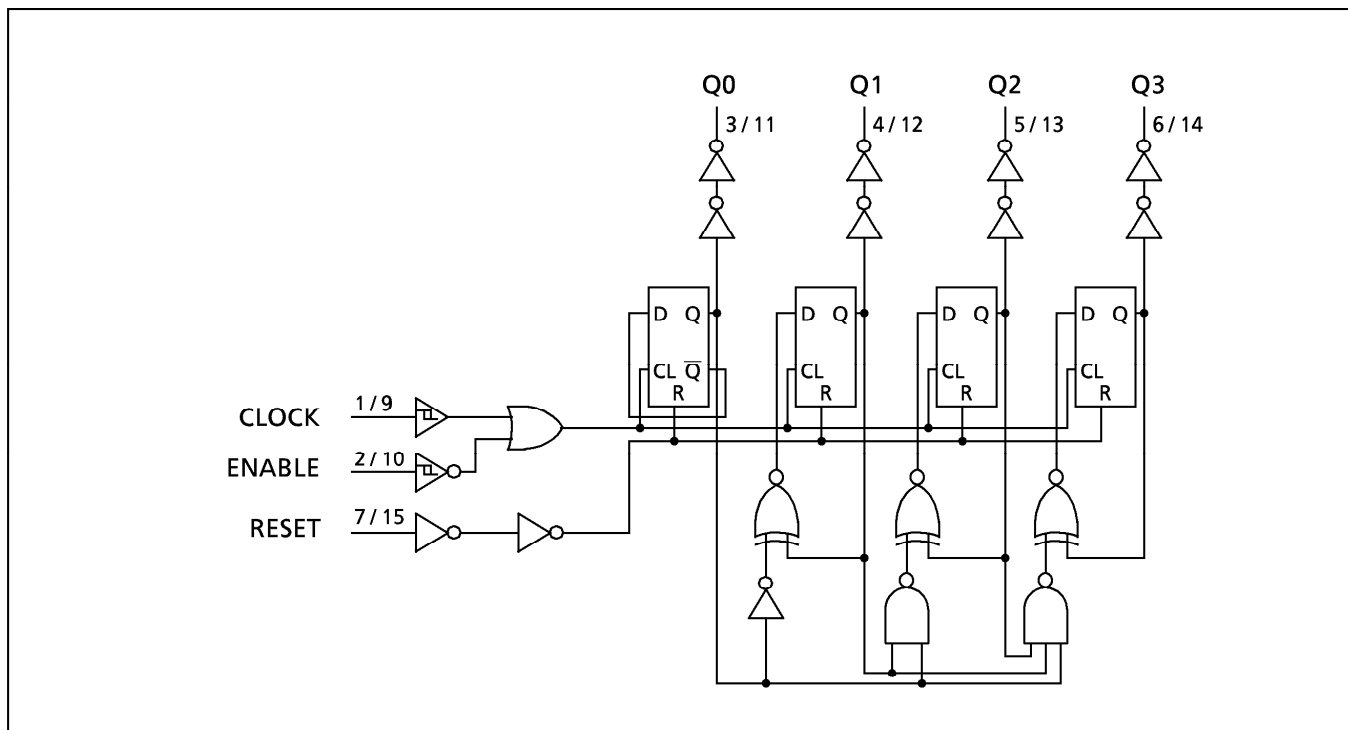 Q0 Q1 Q2 Q3
3 / 11 4 / 12 5 / 13 6 / 14
D Q D Q D Q D Q
CL Q̅ CL CL CL
R R R R
CLOCK 1 / 9
ENABLE 2 / 10
RESET 7 / 15